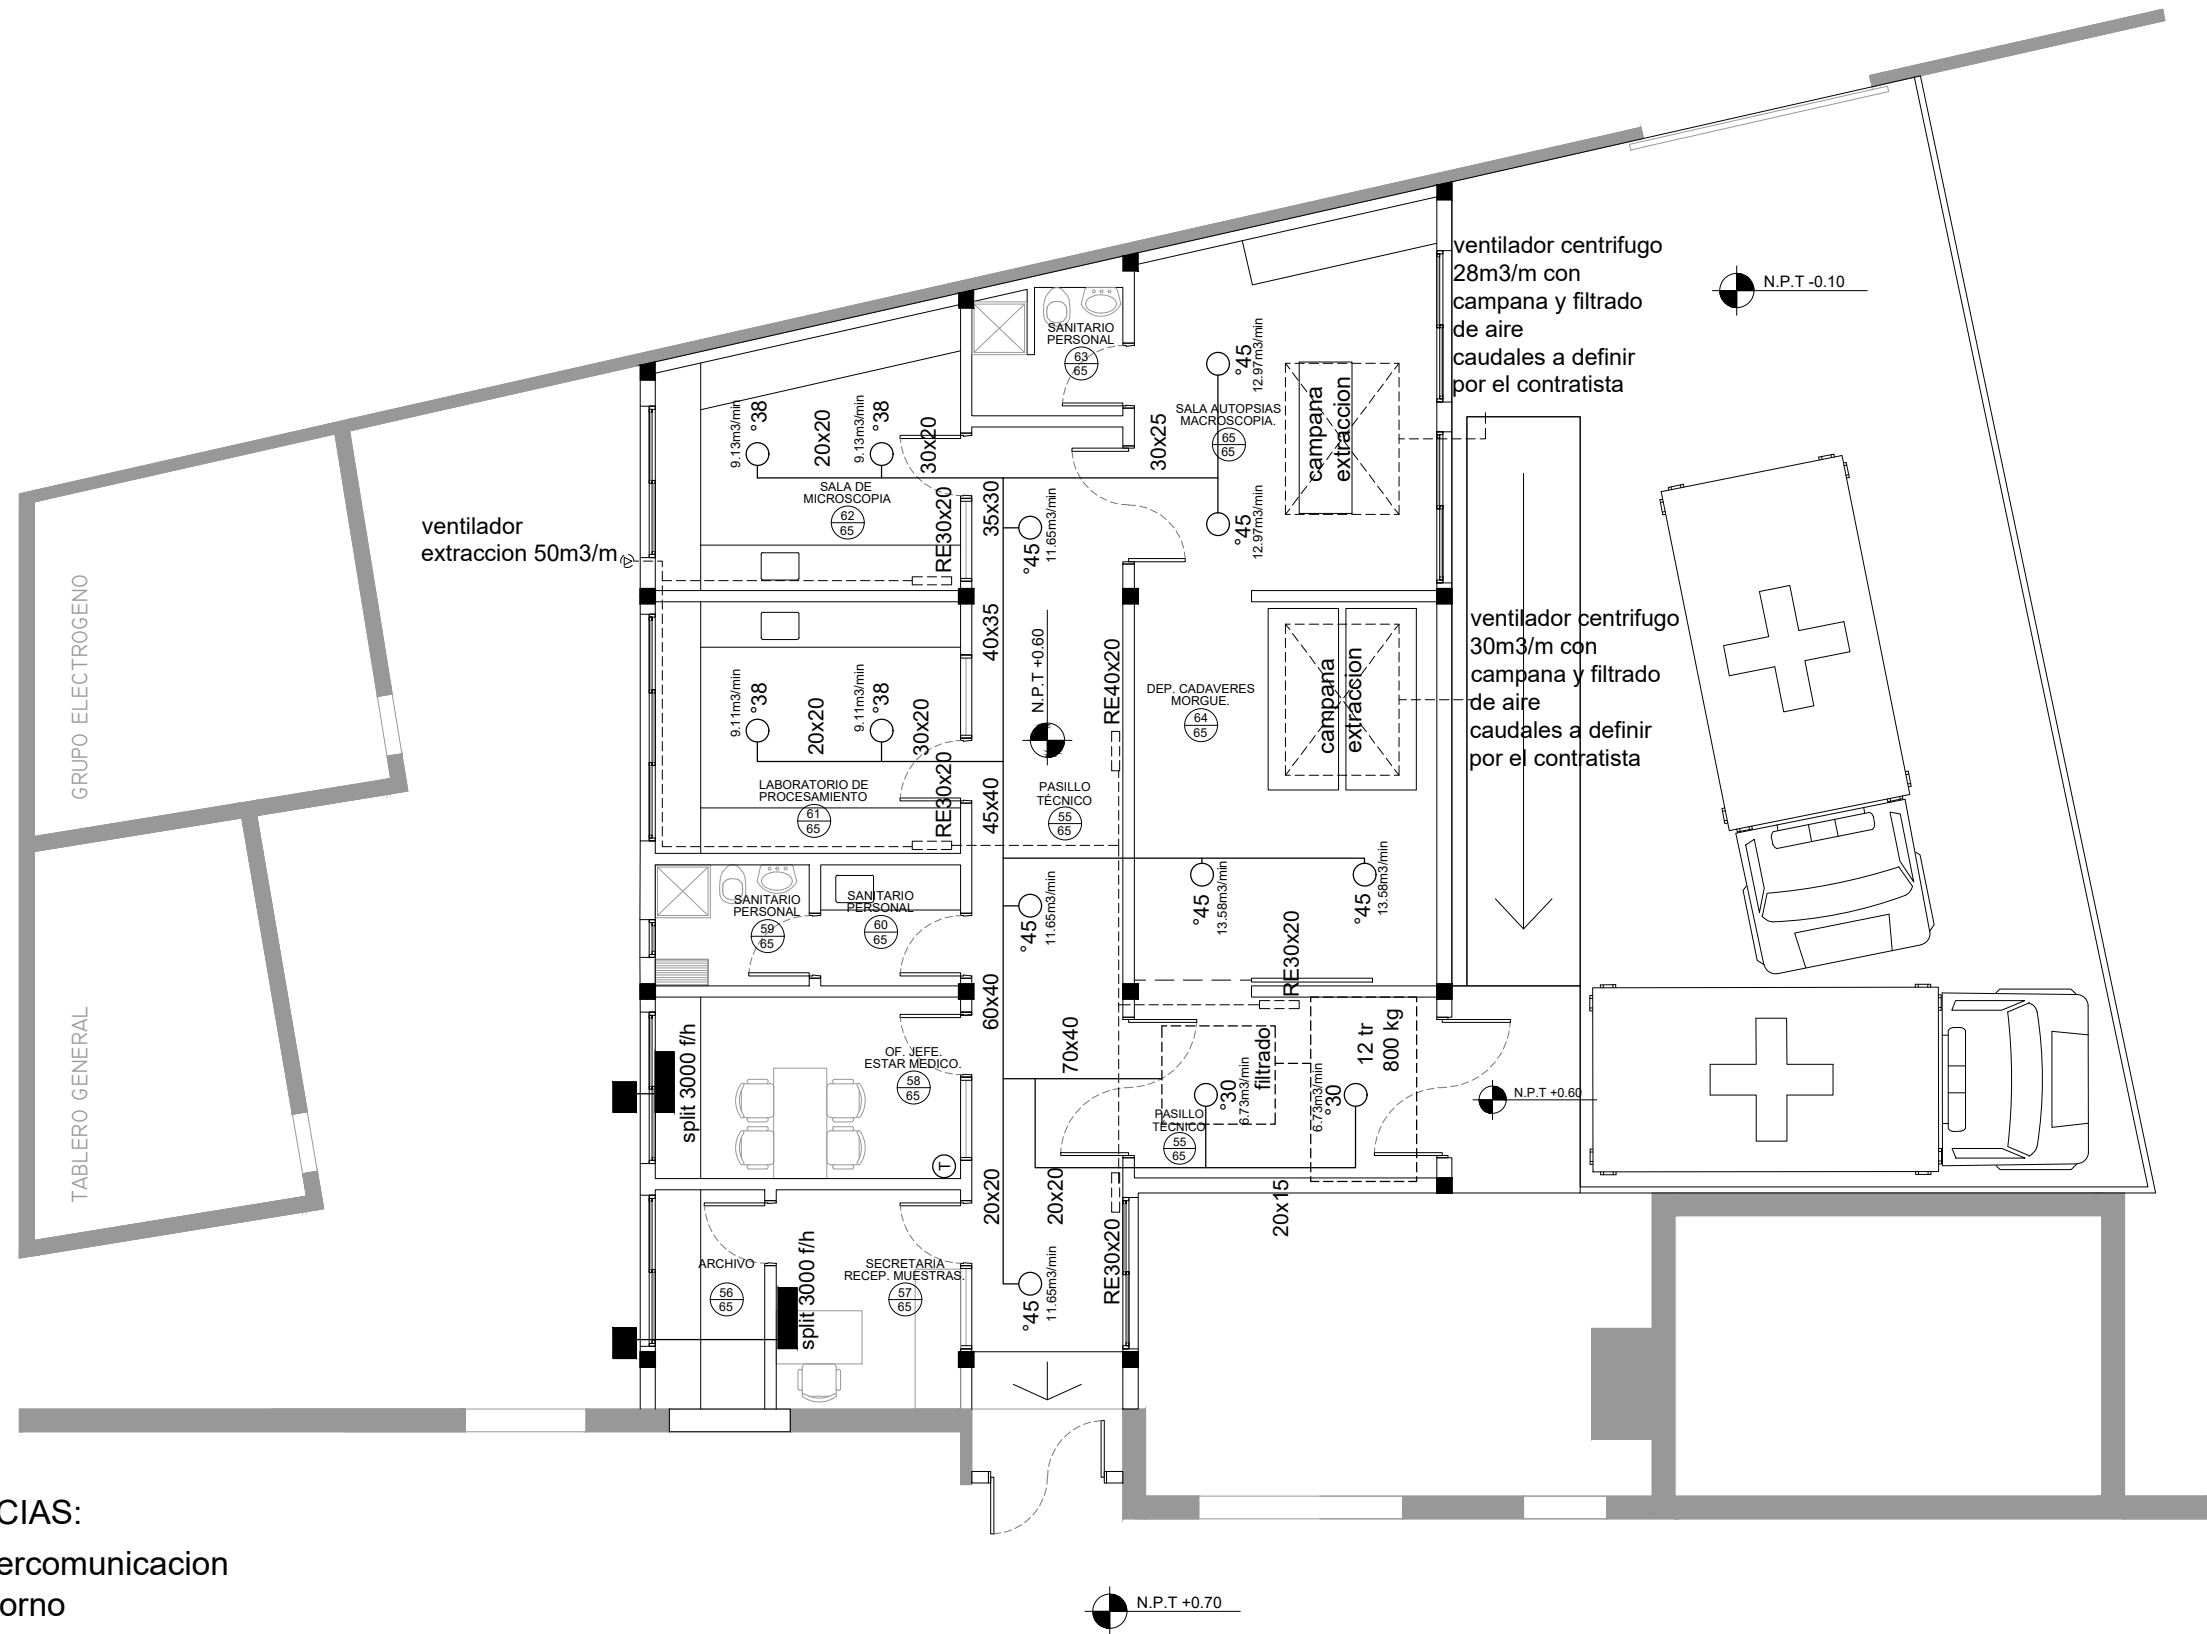 ventilador centrifugo
28m3/m con
campana y filtrado
de aire
caudales a definir
por el contratista
N.P.T -0.10
SANITARIO
PERSONAL
63
65
°45
12.97m3/min
SALA AUTOPSIAS
MACROSCOPIA.
65
65
campana
extraccion
30x25
°45
12.97m3/min
9.13m3/min
°38
20x20
9.13m3/min
°38
30x20
SALA DE
MICROSCOPIA
62
65
RE30x20
35x30
°45
11.65m3/min
ventilador
extraccion 50m3/m
GRUPO ELECTROGENO
40x35
N.P.T +0.60
RE40x20
ventilador centrifugo
30m3/m con
campana y filtrado
de aire
caudales a definir
por el contratista
DEP. CADAVERES
MORGUE.
64
65
campana
extraccion
9.11m3/min
°38
20x20
9.11m3/min
°38
30x20
LABORATORIO DE
PROCESAMIENTO
61
65
RE30x20
45x40
PASILLO
TÉCNICO
55
65
SANITARIO
PERSONAL
59
65
SANITARIO
PERSONAL
60
65
°45
11.65m3/min
°45
13.58m3/min
°45
13.58m3/min
RE30x20
60x40
70x40
TABLERO GENERAL
split 3000 f/h
OF. JEFE.
ESTAR MEDICO.
58
65
T
filtrado
12 tr
800 kg
°30
6.73m3/min
6.73m3/min
°30
PASILLO
TÉCNICO
55
65
N.P.T +0.60
20x20
20x20
20x15
RE30x20
ARCHIVO
56
65
split 3000 f/h
SECRETARIA
RECEP. MUESTRAS.
57
65
°45
11.65m3/min
CIAS:
ercomunicacion
orno
N.P.T +0.70